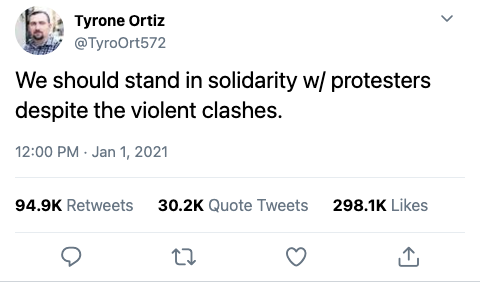 Tyrone Ortiz
@TyroOrt572
We should stand in solidarity w/ protesters
despite the violent clashes.
12:00 PM · Jan 1, 2021
94.9K Retweets 30.2K Quote Tweets 298.1K Likes